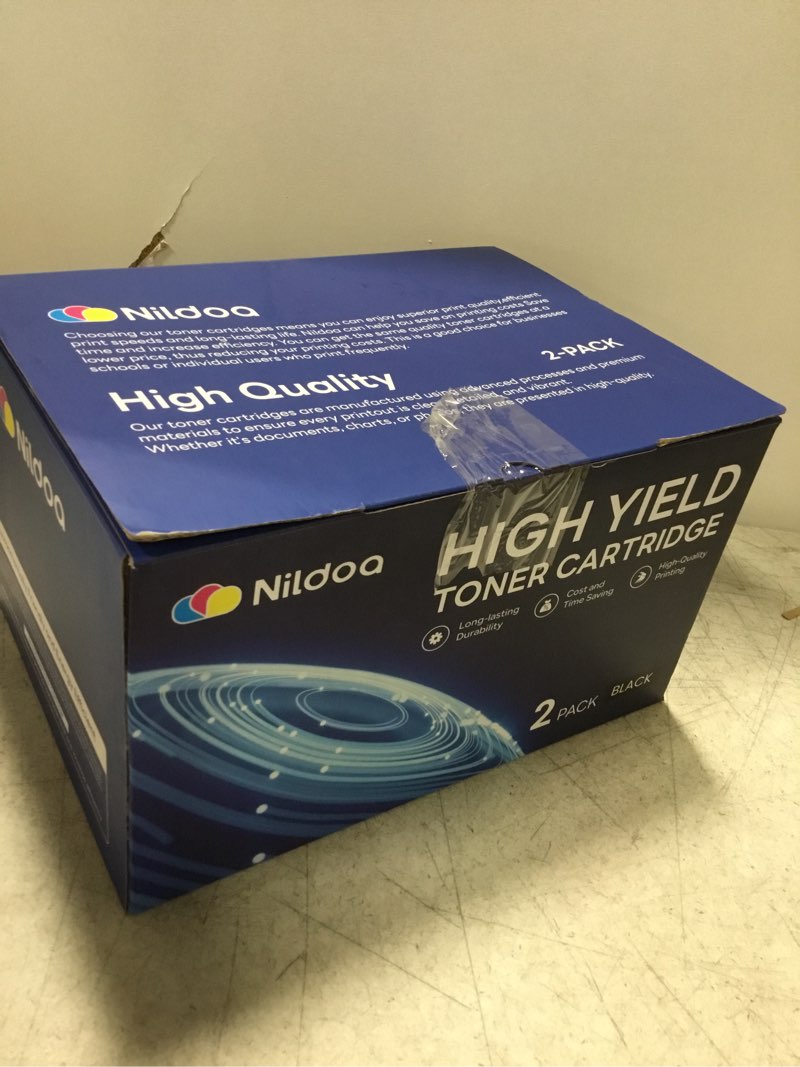 Nildoa
Choosing our toner cartridges means you can enjoy superior print quality,efficient
print speeds and long-lasting life. Nildoa can help you save on printing costs Save
time and increase efficiency. You can get the same quality toner cartridges at a
lower price, thus reducing your printing costs. This is a good choice for businesses
schools or individual users who print frequently.
2-PACK
High Quality
Our toner cartridges are manufactured using advanced processes and premium
materials to ensure every printout is clear, detailed, and vibrant.
Whether it's documents, charts, or photos, they are presented in high-quality.
Nildoa
Nildoa
HIGH YIELD
TONER CARTRIDGE
Long-lasting
Durability
Cost and
Time Saving
High-Quality
Printing
2 PACK BLACK